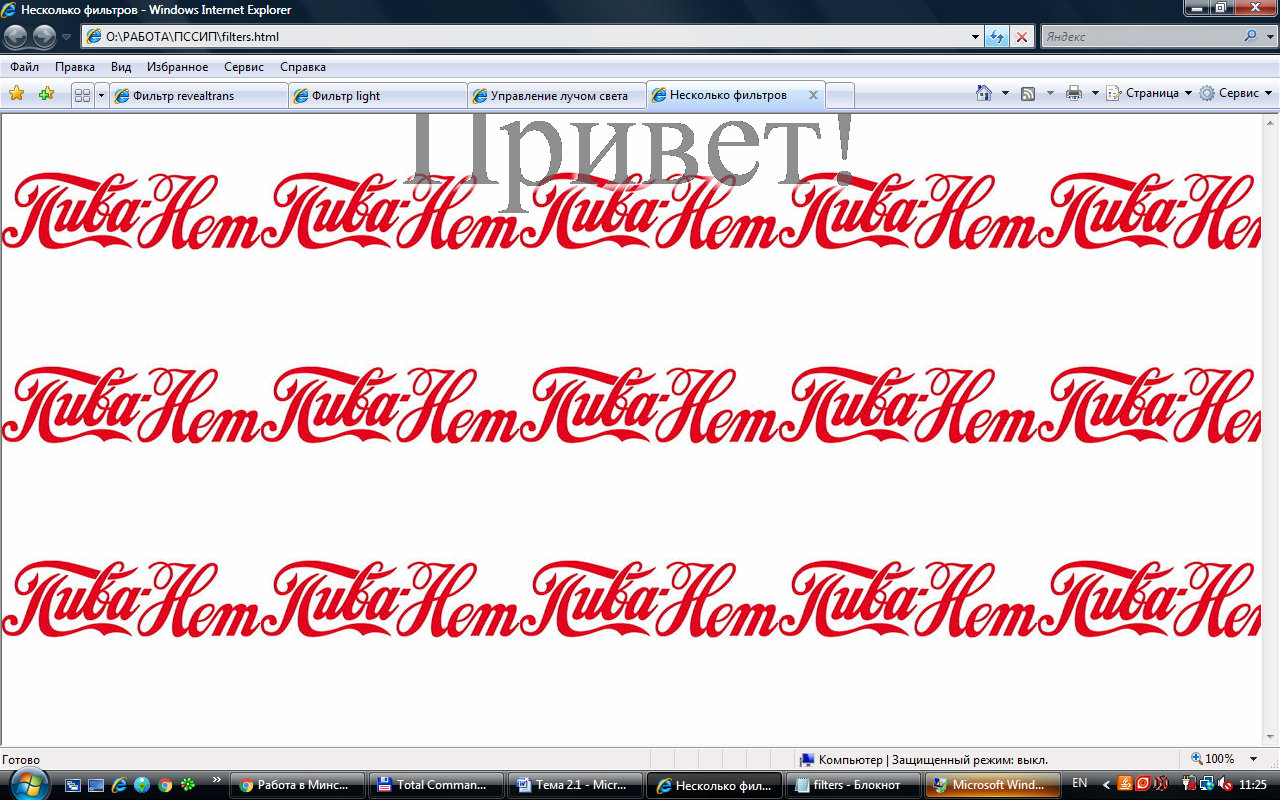 Несколько фильтров - Windows Internet Explorer
O:\РАБОТА\ПССИП\filters.html
Яндекс
Файл Правка Вид Избранное Сервис Справка
Фильтр revealtrans Фильтр light Управление лучом света Несколько фильтров Страница Сервис
Привет!
Пива-Нет Пива-Нет Пива-Нет Пива-Нет Пива-Нет
Пива-Нет Пива-Нет Пива-Нет Пива-Нет Пива-Нет
Пива-Нет Пива-Нет Пива-Нет Пива-Нет Пива-Нет
Готово Компьютер | Защищенный режим: выкл. 100%
Работа в Минс... Total Comman... Тема 2.1 - Micr... Несколько фил... filters - Блокнот Microsoft Wind... EN 11:25